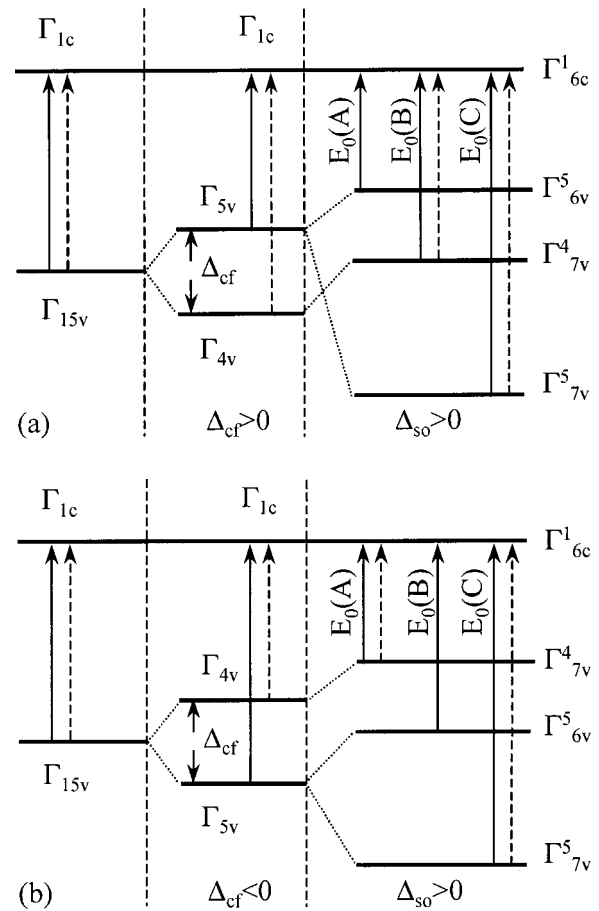 Γ1c Γ1c
Γ¹6c
E0(A) E0(B) E0(C)
Γ5v Γ⁵6v
Δcf Γ⁴7v
Γ15v
Γ4v
Γ⁵7v
(a) Δcf>0 Δso>0
Γ1c Γ1c
Γ¹6c
E0(A) E0(B) E0(C)
Γ4v Γ⁴7v
Δcf Γ⁵6v
Γ15v
Γ5v
Γ⁵7v
(b) Δcf<0 Δso>0